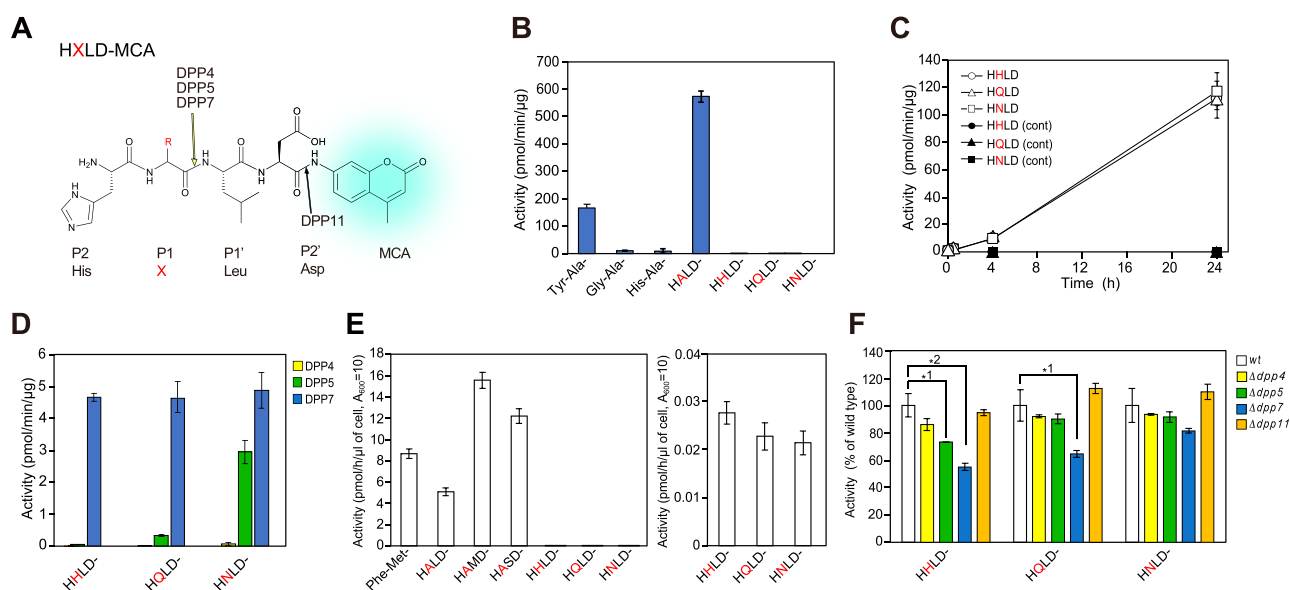 A
HXLD-MCA
DPP4
DPP5
DPP7
R
O
O
O
OH
H
N
H
N
H₂N
N
H
O
N
H
O
O
O
HN
N
DPP11
P2
P1
P1'
P2'
MCA
His
X
Leu
Asp
B
Activity (pmol/min/µg)
700
600
500
400
300
200
100
0
Tyr-Ala-
Gly-Ala-
His-Ala-
HALD-
HHLD-
HQLD-
HNLD-
C
Activity (pmol/min/µg)
140
120
100
80
60
40
20
0
HHLD
HQLD
HNLD
HHLD (cont)
HQLD (cont)
HNLD (cont)
0
4
8
12
16
20
24
Time (h)
D
Activity (pmol/min/µg)
6
5
4
3
2
1
0
DPP4
DPP5
DPP7
HHLD-
HQLD-
HNLD-
E
Activity (pmol/h/µl of cell, A600=10)
18
16
14
12
10
8
6
4
2
0
Phe-Met-
HALD-
HAMD-
HASD-
HHLD-
HQLD-
HNLD-
Activity (pmol/h/µl of cell, A600=10)
0.04
0.03
0.02
0.01
0
HHLD-
HQLD-
HNLD-
F
Activity (% of wild type)
140
120
100
80
60
40
20
0
*2
*1
*1
wt
Δdpp4
Δdpp5
Δdpp7
Δdpp11
HHLD-
HQLD-
HNLD-